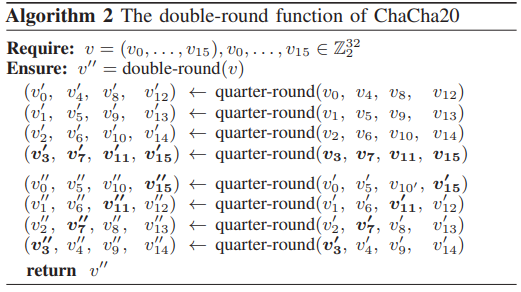 Algorithm 2 The double-round function of ChaCha20
Require: v = (v₀, . . . , v₁₅), v₀, . . . , v₁₅ ∈ ℤ₂³²
Ensure: v′′ = double-round(v)
(v′₀, v′₄, v′₈, v′₁₂) ← quarter-round(v₀, v₄, v₈, v₁₂)
(v′₁, v′₅, v′₉, v′₁₃) ← quarter-round(v₁, v₅, v₉, v₁₃)
(v′₂, v′₆, v′₁₀, v′₁₄) ← quarter-round(v₂, v₆, v₁₀, v₁₄)
(v′₃, v′₇, v′₁₁, v′₁₅) ← quarter-round(v₃, v₇, v₁₁, v₁₅)
(v′′₀, v′′₅, v′′₁₀, v′′₁₅) ← quarter-round(v′₀, v′₅, v₁₀′, v′₁₅)
(v′′₁, v′′₆, v′′₁₁, v′′₁₂) ← quarter-round(v′₁, v′₆, v′₁₁, v′₁₂)
(v′′₂, v′′₇, v′′₈, v′′₁₃) ← quarter-round(v′₂, v′₇, v′₈, v′₁₃)
(v′′₃, v′′₄, v′′₉, v′′₁₄) ← quarter-round(v′₃, v′₄, v′₉, v′₁₄)
return v′′